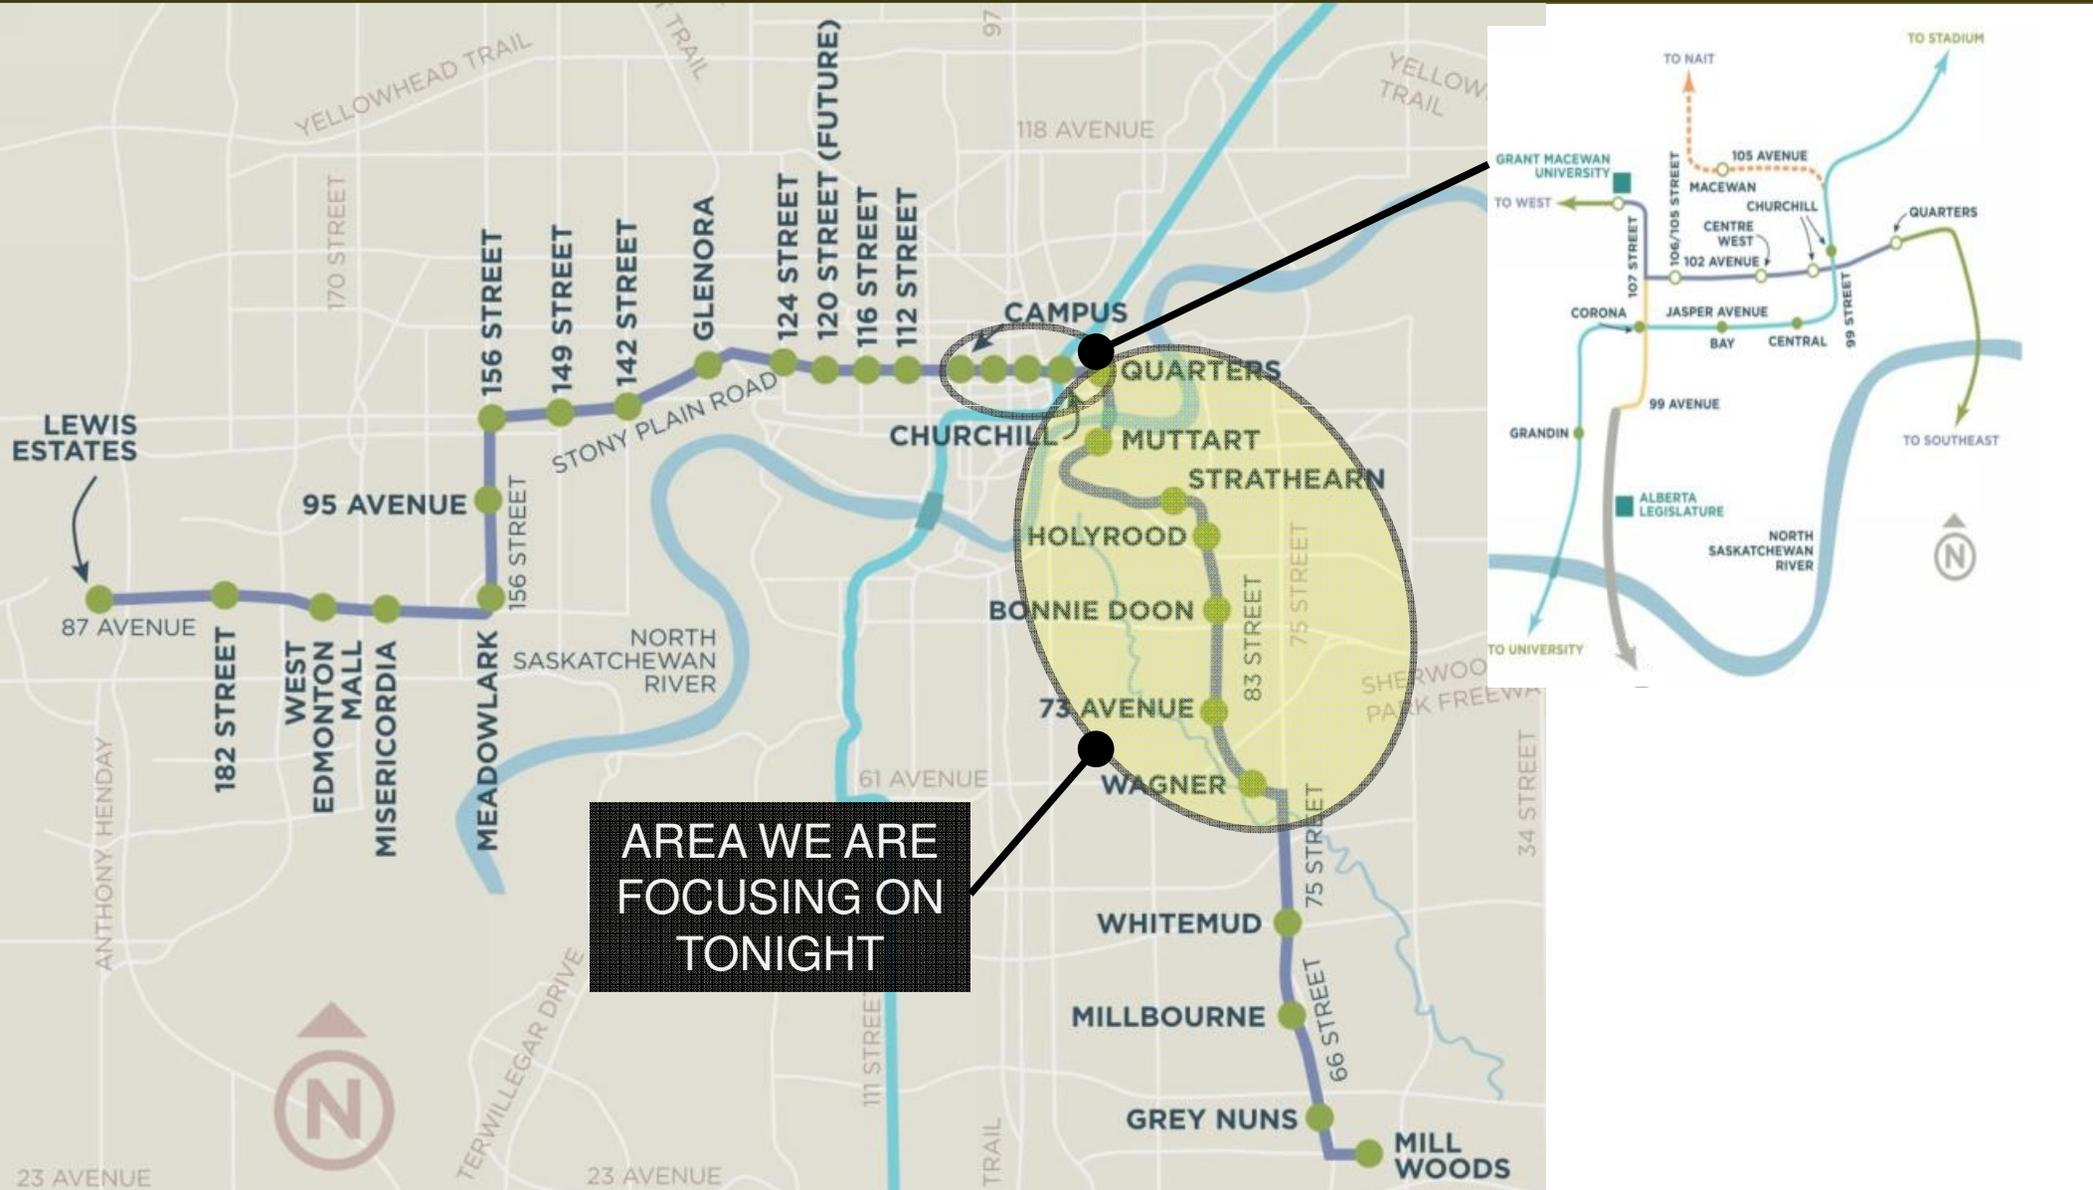 YELLOWHEAD TRAIL
TRAIL
97
118 AVENUE
YELLOW
TRAIL
170 STREET
156 STREET
149 STREET
142 STREET
GLENORA
124 STREET
120 STREET (FUTURE)
116 STREET
112 STREET
CAMPUS
QUARTERS
CHURCHILL
MUTTART
STRATHEARN
HOLYROOD
BONNIE DOON
83 STREET
75 STREET
73 AVENUE
WAGNER
SHERWOO
PARK FREEWA
STONY PLAIN ROAD
LEWIS
ESTATES
95 AVENUE
156 STREET
87 AVENUE
182 STREET
WEST
EDMONTON
MALL
MISERICORDIA
MEADOWLARK
NORTH
SASKATCHEWAN
RIVER
61 AVENUE
AREA WE ARE
FOCUSING ON
TONIGHT
ANTHONY HENDAY
TERWILLEGAR DRIVE
111 STREET
TRAIL
34 STREET
75 STREET
WHITEMUD
MILLBOURNE
66 STREET
GREY NUNS
MILL
WOODS
N
23 AVENUE
23 AVENUE
TO STADIUM
TO NAIT
GRANT MACEWAN
UNIVERSITY
105 AVENUE
MACEWAN
TO WEST
106/105 STREET
107 STREET
CHURCHILL
CENTRE
WEST
QUARTERS
102 AVENUE
CORONA
JASPER AVENUE
BAY
CENTRAL
99 STREET
99 AVENUE
GRANDIN
TO SOUTHEAST
ALBERTA
LEGISLATURE
NORTH
SASKATCHEWAN
RIVER
N
TO UNIVERSITY